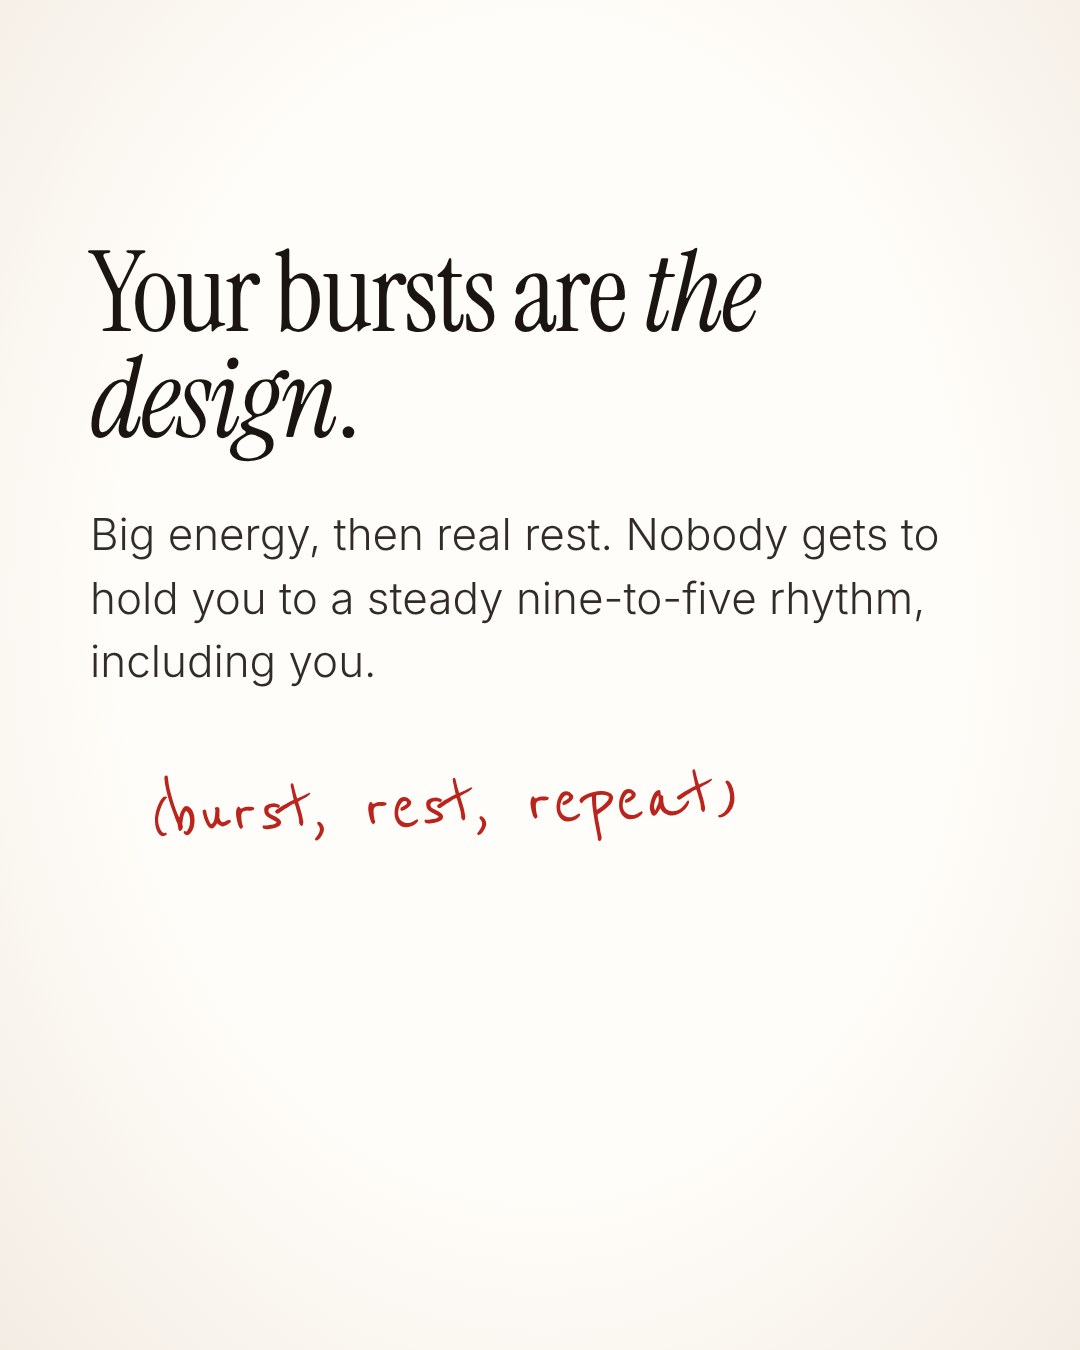 Your bursts are the
design.
Big energy, then real rest. Nobody gets to
hold you to a steady nine-to-five rhythm,
including you.
(burst, rest, repeat)